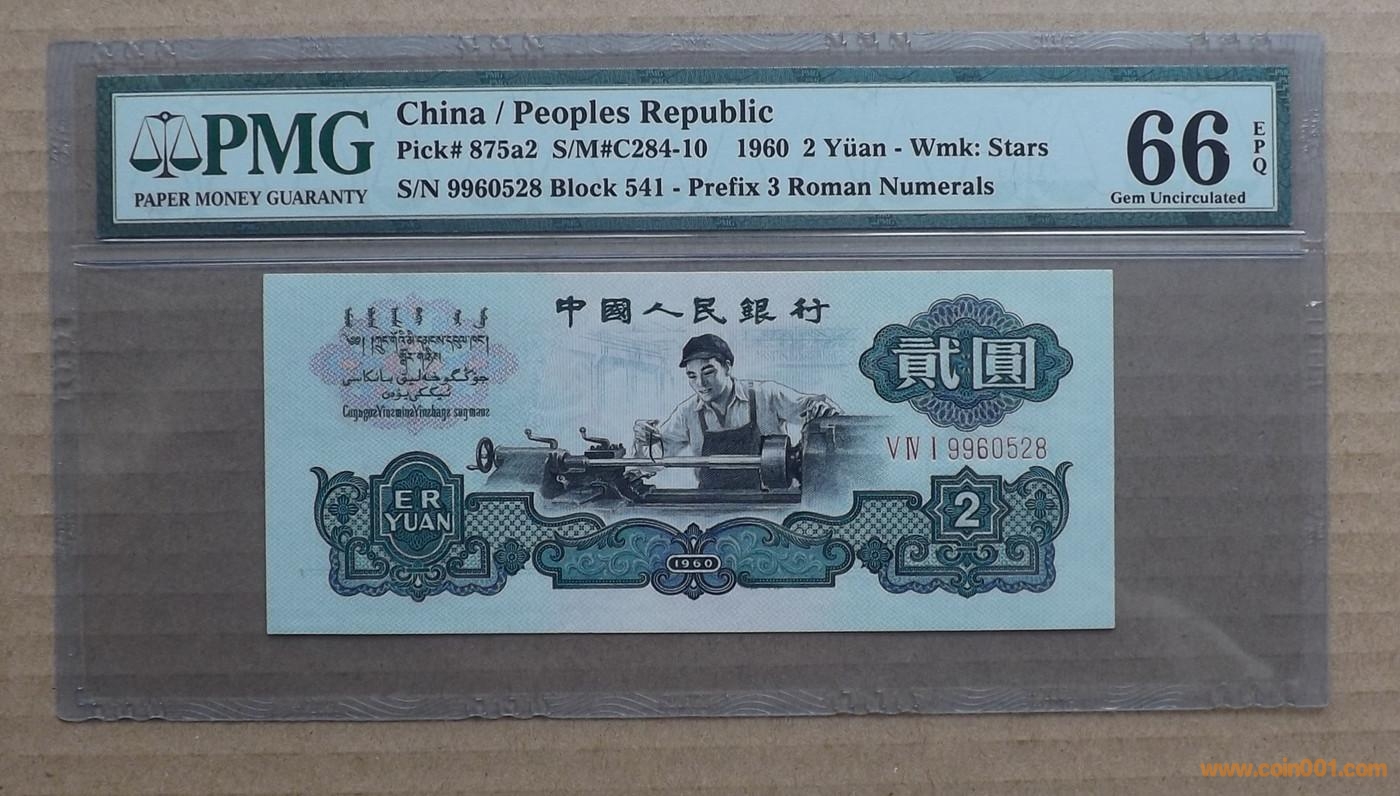 PMG
PAPER MONEY GUARANTY
China / Peoples Republic
Pick# 875a2 S/M#C284-10 1960 2 Yüan - Wmk: Stars
S/N 9960528 Block 541 - Prefix 3 Roman Numerals
66
EPQ
Gem Uncirculated
中國人民銀行
貳圓
VⅣI 9960528
ER
YUAN
2
1960
www.coin001.com